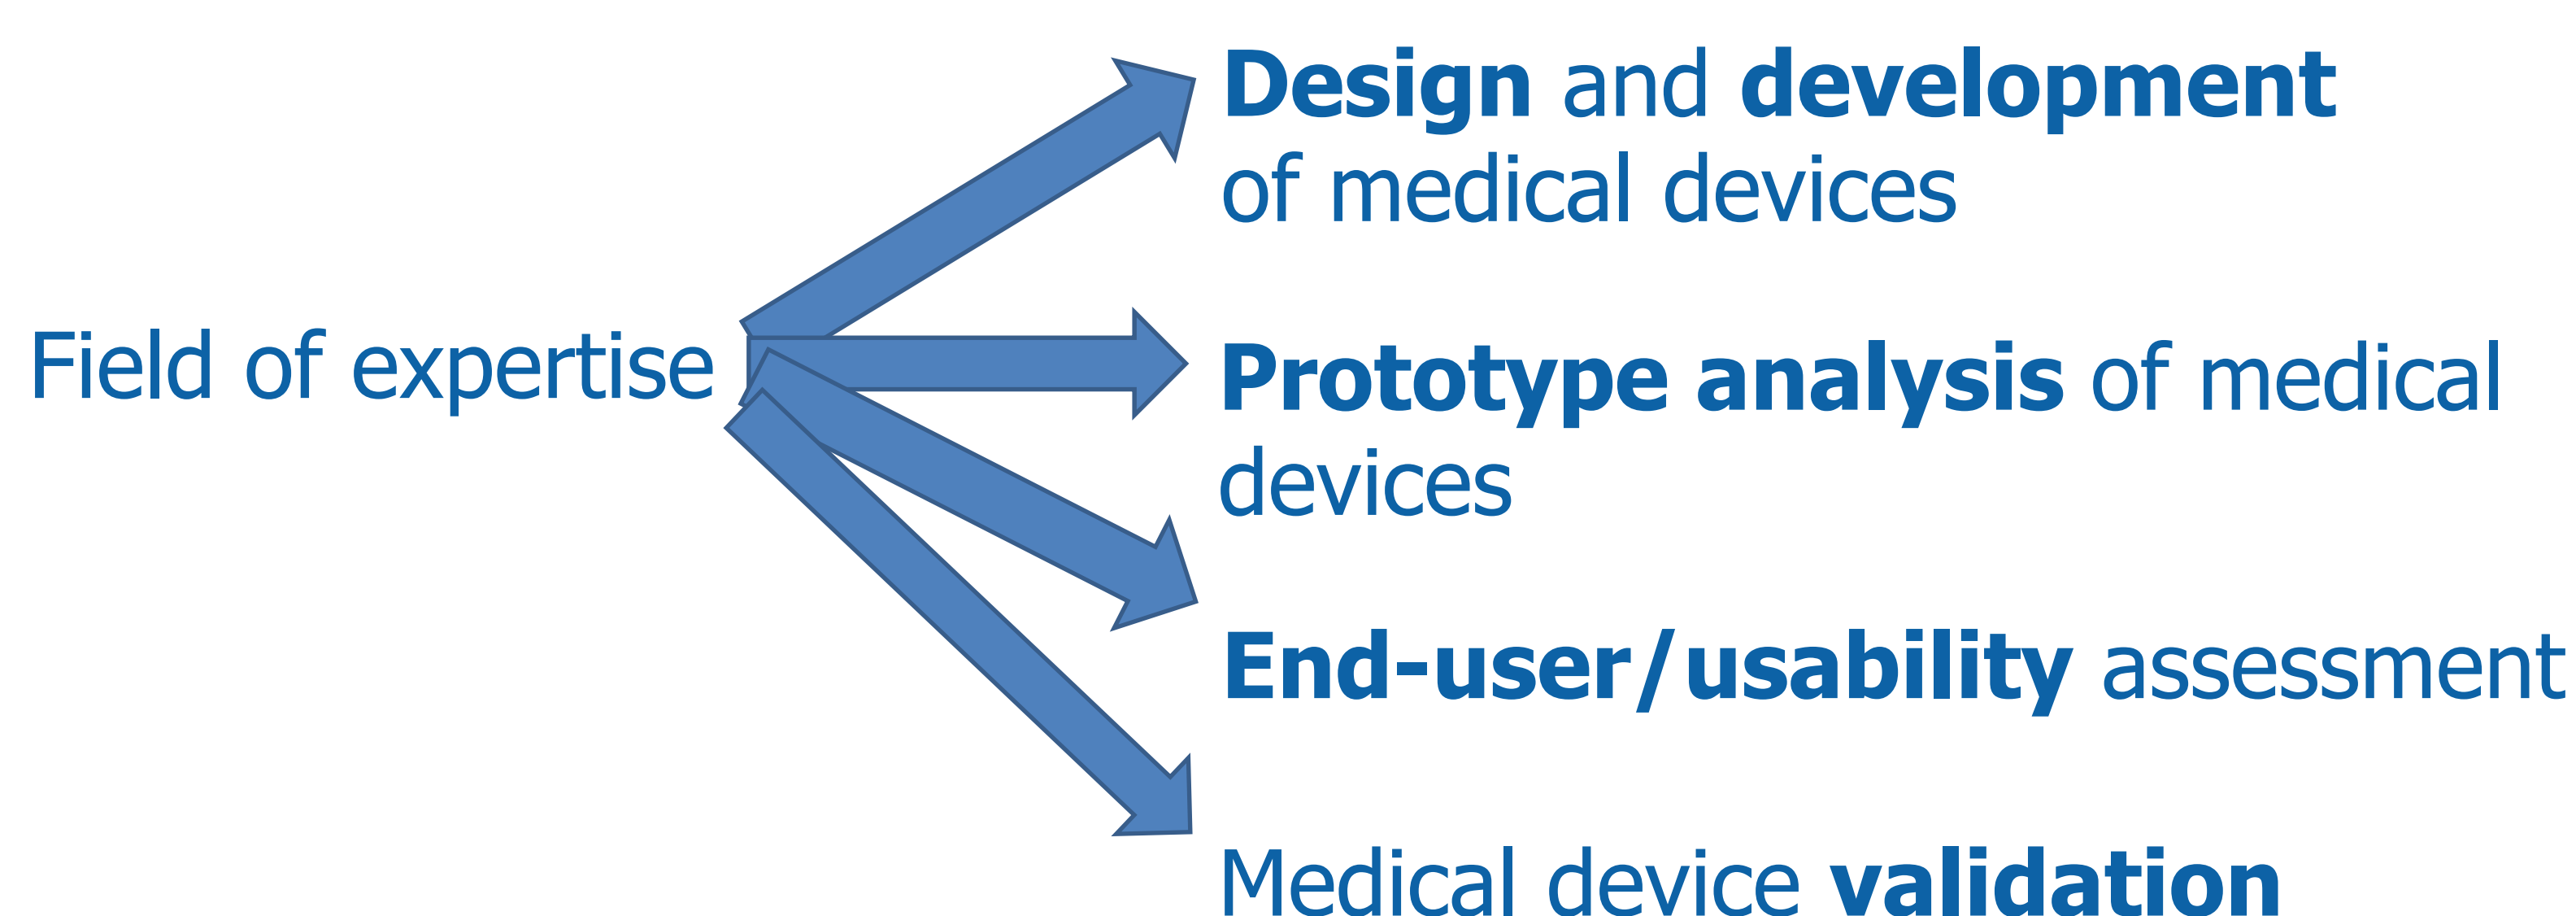 Field of expertise
Design and development
of medical devices
Prototype analysis of medical
devices
End-user/usability assessment
Medical device validation